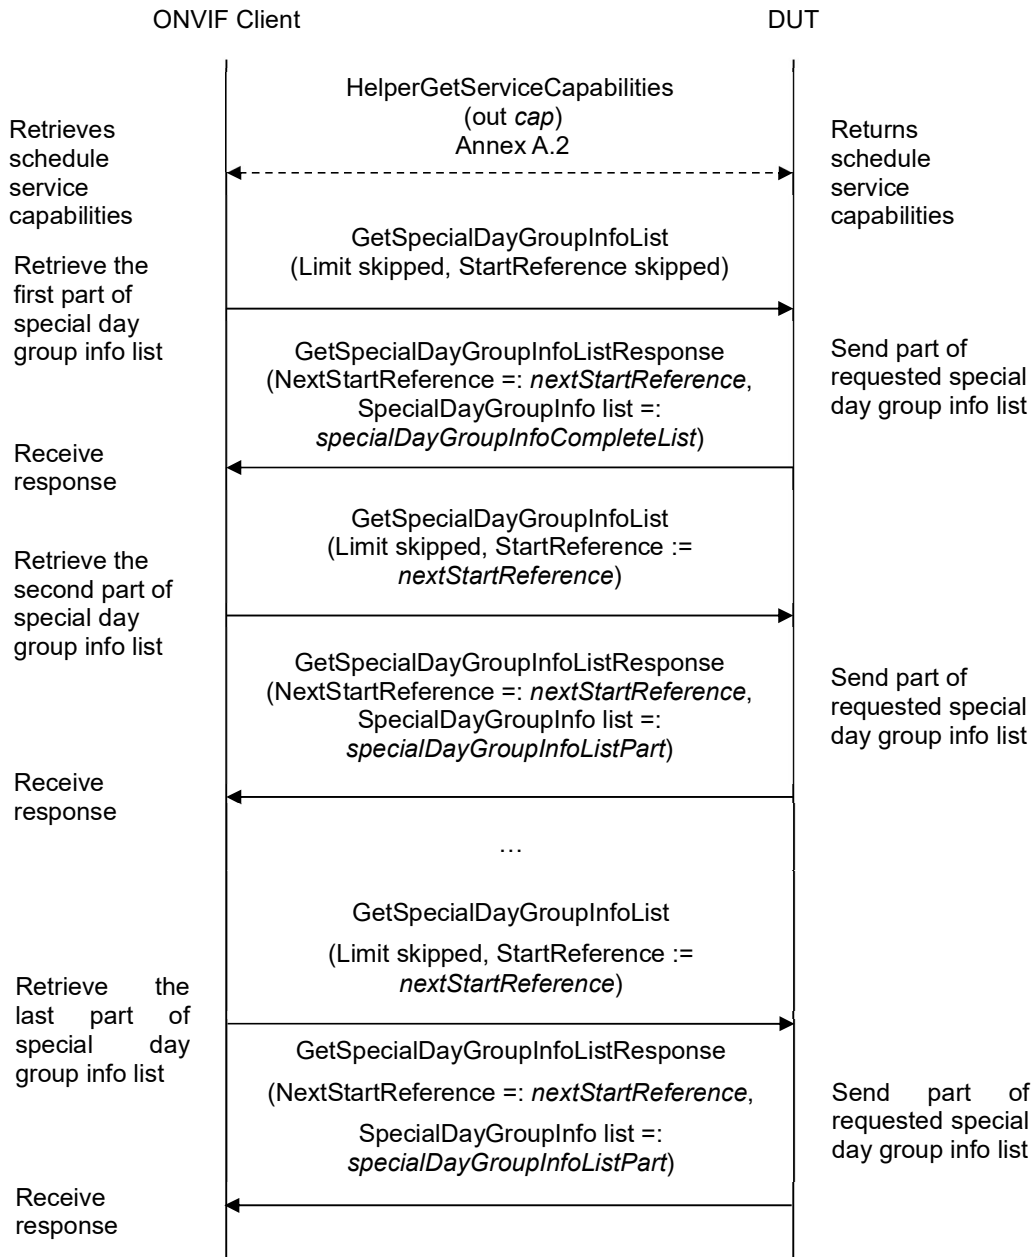 ONVIF Client
DUT
HelperGetServiceCapabilities
(out cap)
Annex A.2
Retrieves
schedule
service
capabilities
Returns
schedule
service
capabilities
GetSpecialDayGroupInfoList
(Limit skipped, StartReference skipped)
Retrieve the
first part of
special day
group info list
GetSpecialDayGroupInfoListResponse
(NextStartReference =: nextStartReference,
SpecialDayGroupInfo list =:
specialDayGroupInfoCompleteList)
Send part of
requested special
day group info list
Receive
response
GetSpecialDayGroupInfoList
(Limit skipped, StartReference :=
nextStartReference)
Retrieve the
second part of
special day
group info list
GetSpecialDayGroupInfoListResponse
(NextStartReference =: nextStartReference,
SpecialDayGroupInfo list =:
specialDayGroupInfoListPart)
Send part of
requested special
day group info list
Receive
response
…
GetSpecialDayGroupInfoList
(Limit skipped, StartReference :=
nextStartReference)
Retrieve the
last part of
special day
group info list
GetSpecialDayGroupInfoListResponse
(NextStartReference =: nextStartReference,
SpecialDayGroupInfo list =:
specialDayGroupInfoListPart)
Send part of
requested special
day group info list
Receive
response